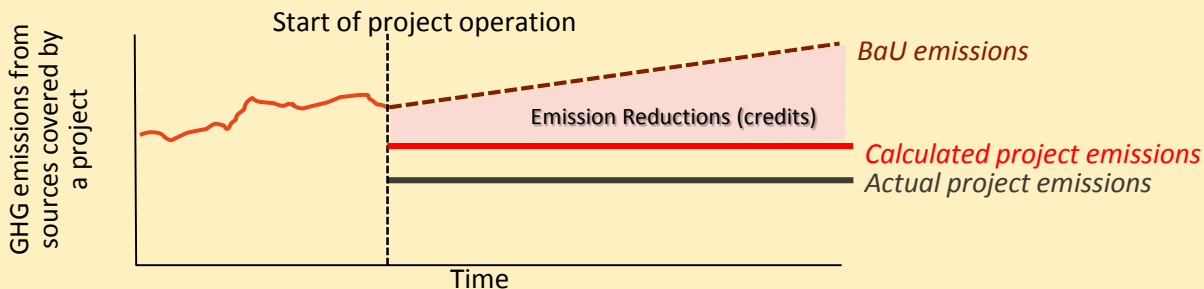 Start of project operation
GHG emissions from
sources covered by
a project
BaU emissions
Emission Reductions (credits)
Calculated project emissions
Actual project emissions
Time